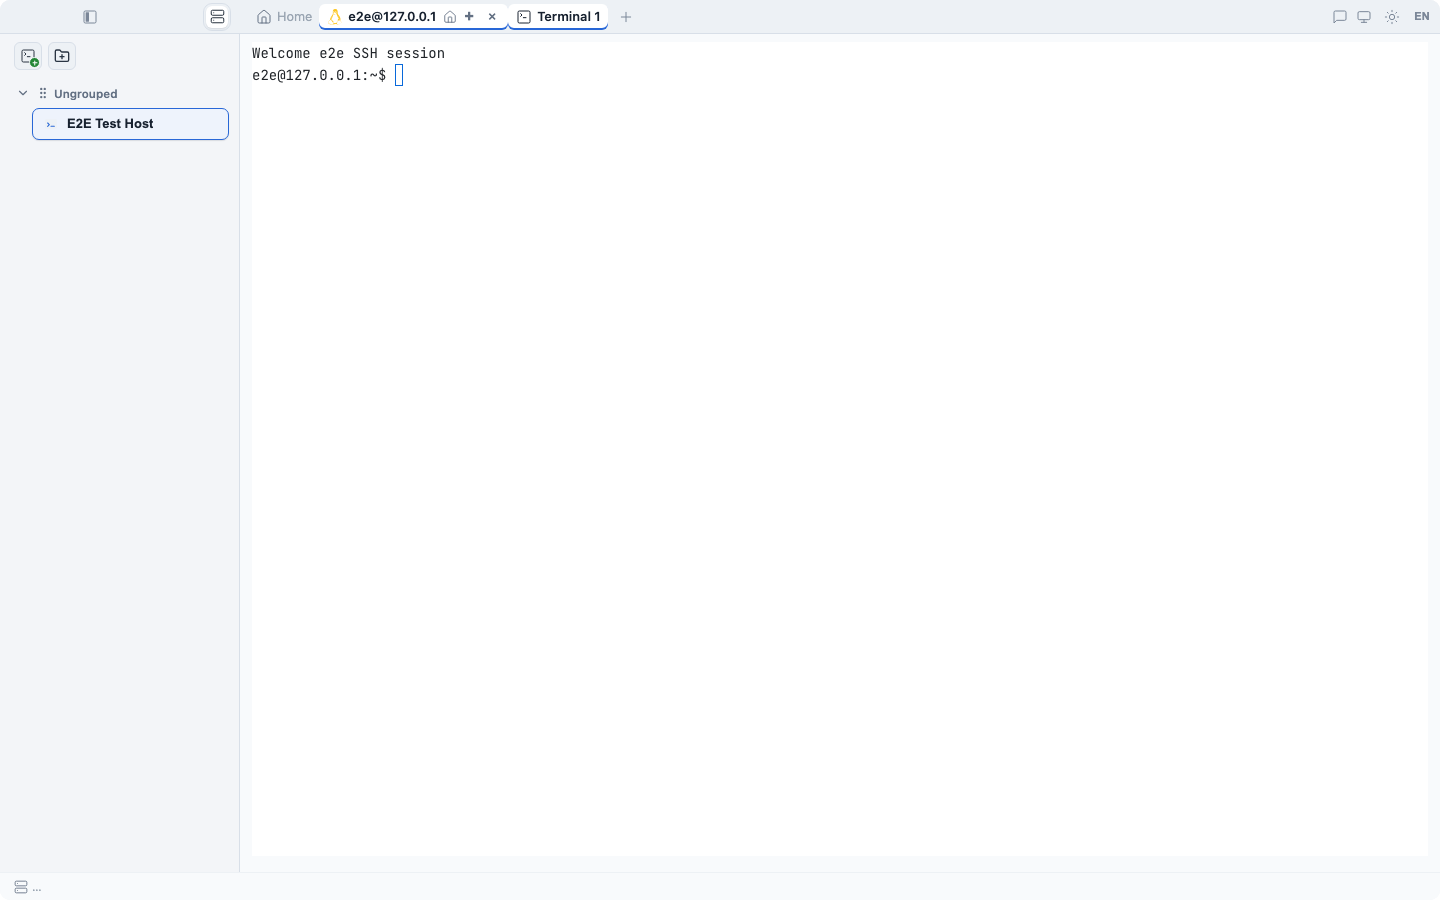 Home
e2e@127.0.0.1
Terminal 1
EN
Ungrouped
E2E Test Host
Welcome e2e SSH session
e2e@127.0.0.1:~$
...